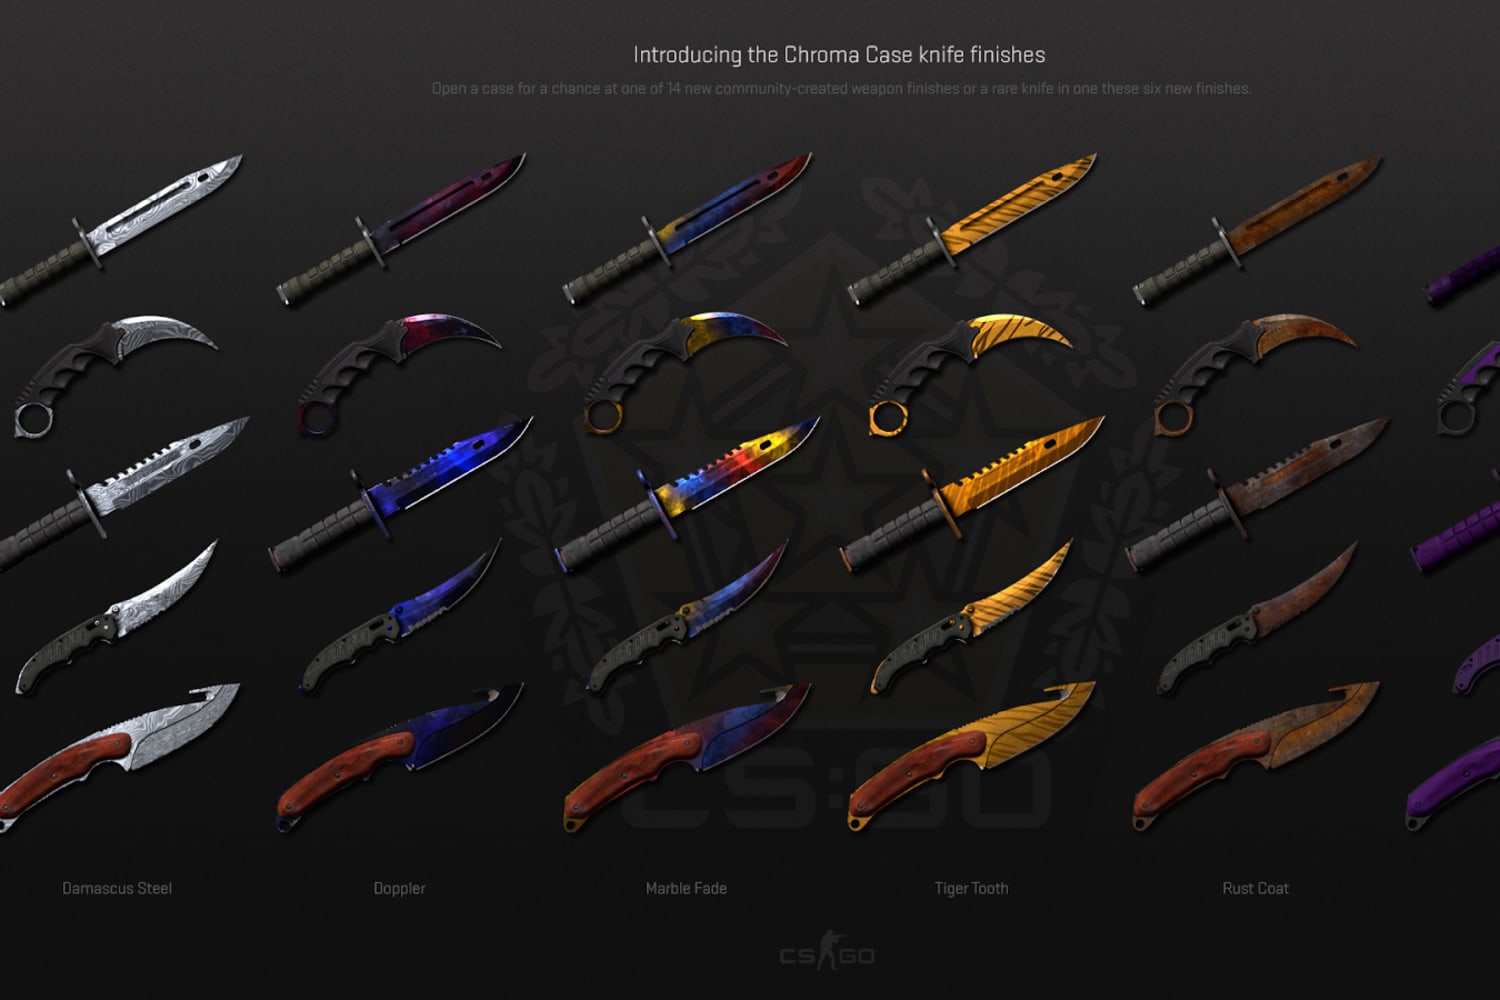 Introducing the Chroma Case knife finishes
Open a case for a chance at one of 14 new community-created weapon finishes or a rare knife in one these six new finishes.
CS:GO
Damascus Steel
Doppler
Marble Fade
Tiger Tooth
Rust Coat
CS GO